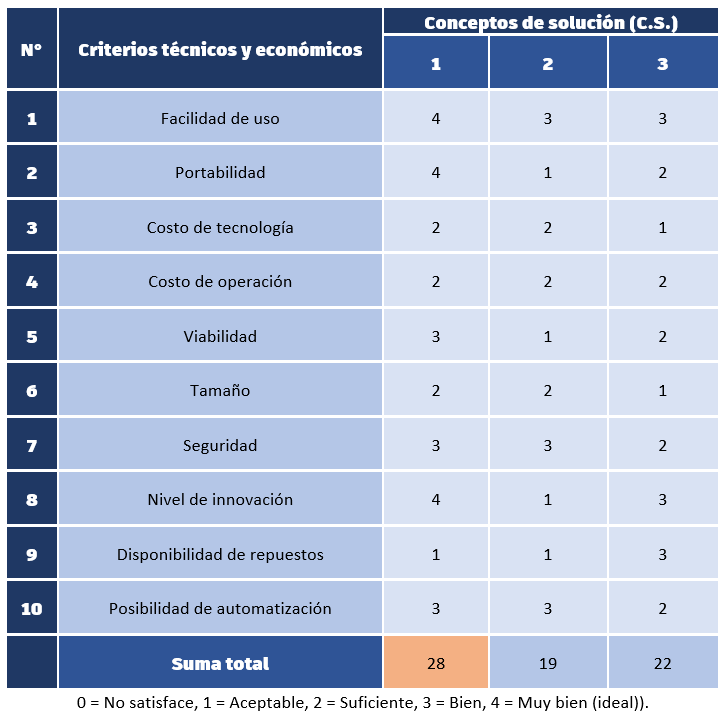 N° Criterios técnicos y económicos Conceptos de solución (C.S.)
1 2 3
1 Facilidad de uso 4 3 3
2 Portabilidad 4 1 2
3 Costo de tecnología 2 2 1
4 Costo de operación 2 2 2
5 Viabilidad 3 1 2
6 Tamaño 2 2 1
7 Seguridad 3 3 2
8 Nivel de innovación 4 1 3
9 Disponibilidad de repuestos 1 1 3
10 Posibilidad de automatización 3 3 2
Suma total 28 19 22
0 = No satisface, 1 = Aceptable, 2 = Suficiente, 3 = Bien, 4 = Muy bien (ideal)).